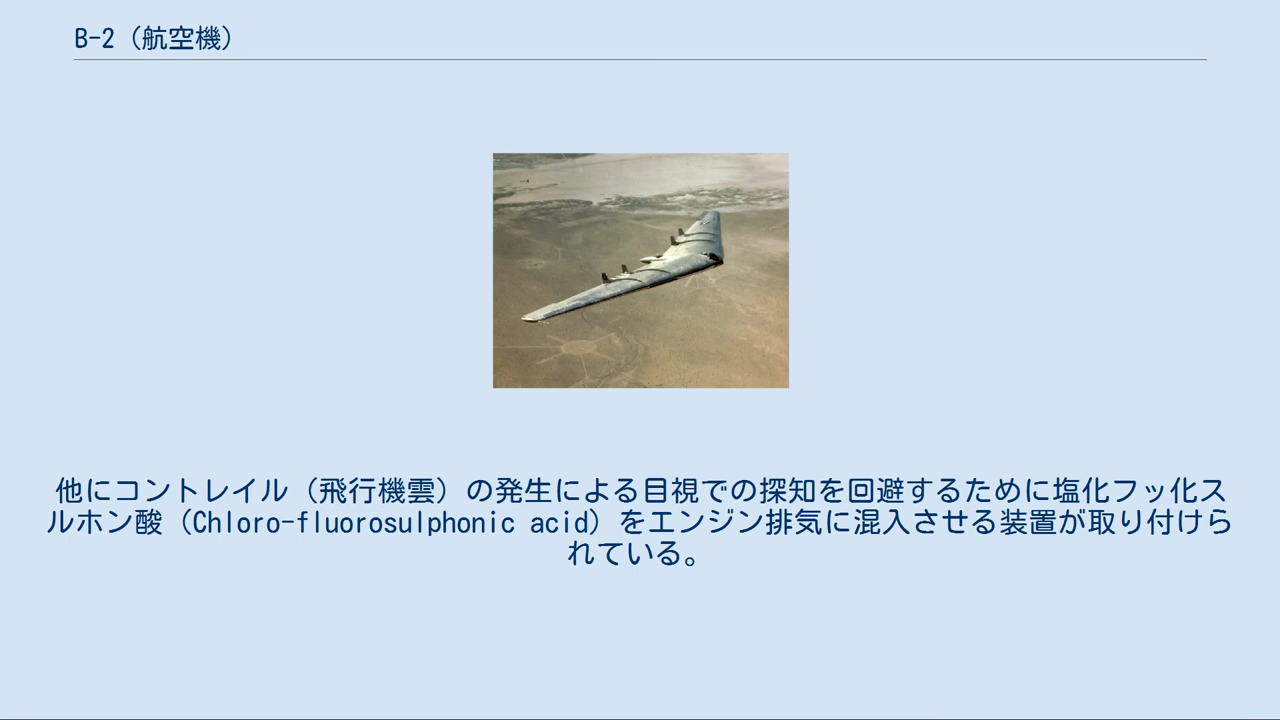 B-2（航空機）
他にコントレイル（飛行機雲）の発生による目視での探知を回避するために塩化フッ化ス
ルホン酸（Chloro-fluorosulphonic acid）をエンジン排気に混入させる装置が取り付けら
れている。